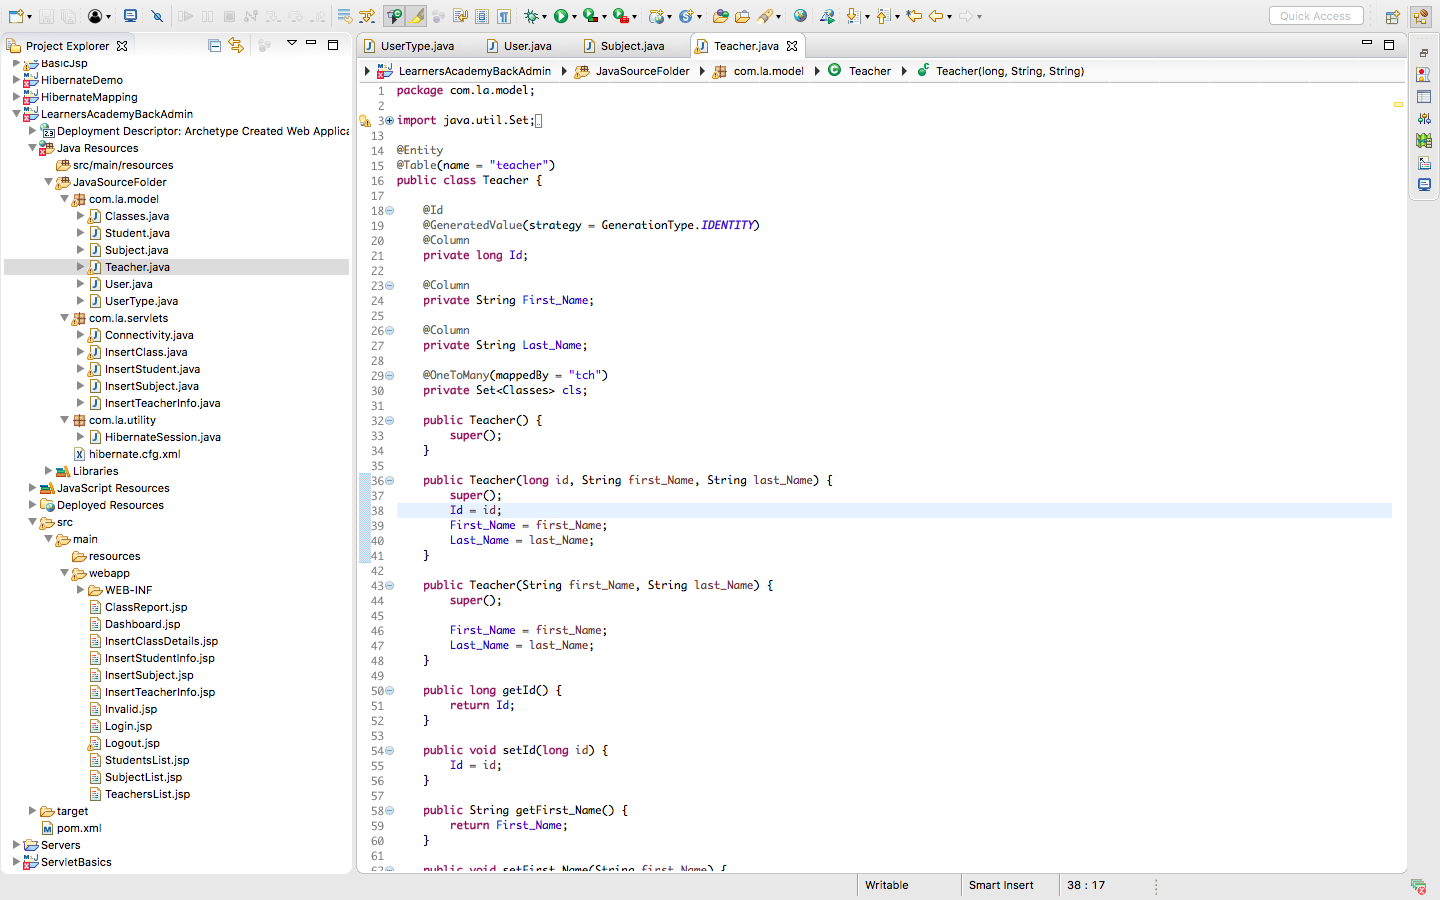 Quick Access
Project Explorer
BasicJsp
HibernateDemo
HibernateMapping
LearnersAcademyBackAdmin
Deployment Descriptor: Archetype Created Web Applica
Java Resources
src/main/resources
JavaSourceFolder
com.la.model
Classes.java
Student.java
Subject.java
Teacher.java
User.java
UserType.java
com.la.servlets
Connectivity.java
InsertClass.java
InsertStudent.java
InsertSubject.java
InsertTeacherInfo.java
com.la.utility
HibernateSession.java
hibernate.cfg.xml
Libraries
JavaScript Resources
Deployed Resources
src
main
resources
webapp
WEB-INF
ClassReport.jsp
Dashboard.jsp
InsertClassDetails.jsp
InsertStudentInfo.jsp
InsertSubject.jsp
InsertTeacherInfo.jsp
Invalid.jsp
Login.jsp
Logout.jsp
StudentsList.jsp
SubjectList.jsp
TeachersList.jsp
target
pom.xml
Servers
ServletBasics
UserType.java User.java Subject.java Teacher.java
LearnersAcademyBackAdmin JavaSourceFolder com.la.model Teacher Teacher(long, String, String)
1 package com.la.model;
2
3 import java.util.Set;
13
14 @Entity
15 @Table(name = "teacher")
16 public class Teacher {
17
18 @Id
19 @GeneratedValue(strategy = GenerationType.IDENTITY)
20 @Column
21 private long Id;
22
23 @Column
24 private String First_Name;
25
26 @Column
27 private String Last_Name;
28
29 @OneToMany(mappedBy = "tch")
30 private Set<Classes> cls;
31
32 public Teacher() {
33 super();
34 }
35
36 public Teacher(long id, String first_Name, String last_Name) {
37 super();
38 Id = id;
39 First_Name = first_Name;
40 Last_Name = last_Name;
41 }
42
43 public Teacher(String first_Name, String last_Name) {
44 super();
45
46 First_Name = first_Name;
47 Last_Name = last_Name;
48 }
49
50 public long getId() {
51 return Id;
52 }
53
54 public void setId(long id) {
55 Id = id;
56 }
57
58 public String getFirst_Name() {
59 return First_Name;
60 }
61
62 public void setFirst_Name(String first_Name) {
Writable Smart Insert 38 : 17